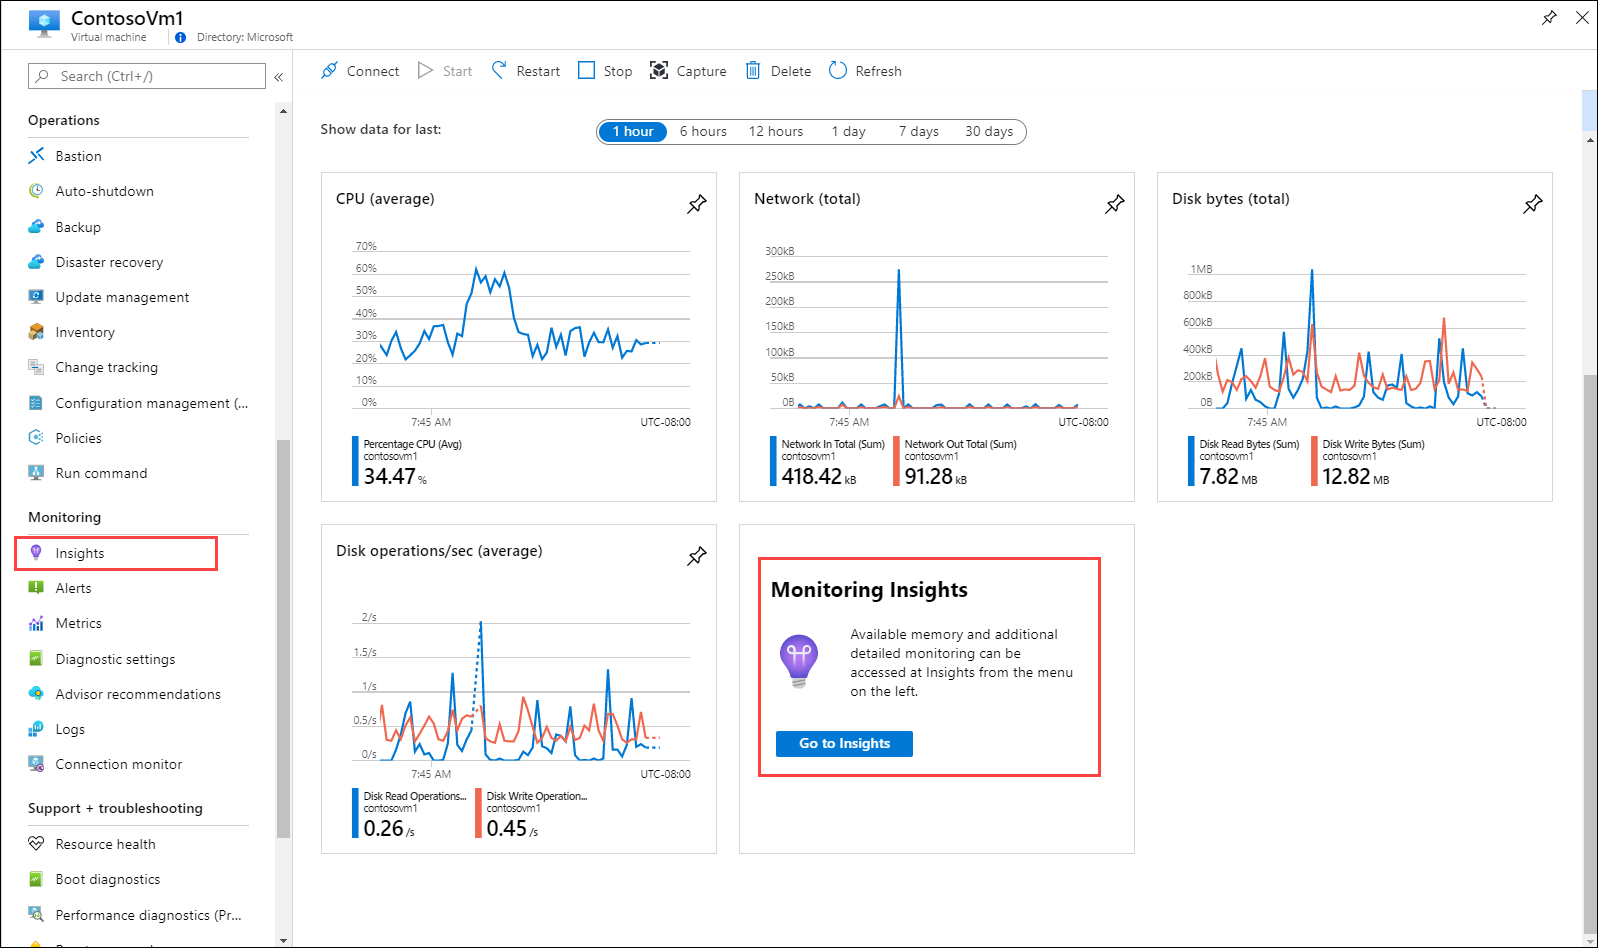 ContosoVm1
Virtual machine
Directory: Microsoft
Search (Ctrl+/)
«
Operations
Bastion
Auto-shutdown
Backup
Disaster recovery
Update management
Inventory
Change tracking
Configuration management (...
Policies
Run command
Monitoring
Insights
Alerts
Metrics
Diagnostic settings
Advisor recommendations
Logs
Connection monitor
Support + troubleshooting
Resource health
Boot diagnostics
Performance diagnostics (Pr...
Connect Start Restart Stop Capture Delete Refresh
Show data for last:
1 hour 6 hours 12 hours 1 day 7 days 30 days
CPU (average)
70%
60%
50%
40%
30%
20%
10%
0%
7:45 AM UTC-08:00
Percentage CPU (Avg)
contosovm1
34.47 %
Network (total)
300kB
250kB
200kB
150kB
100kB
50kB
0B
7:45 AM UTC-08:00
Network In Total (Sum)
contosovm1
418.42 kB
Network Out Total (Sum)
contosovm1
91.28 kB
Disk bytes (total)
1MB
800kB
600kB
400kB
200kB
0B
7:45 AM UTC-08:00
Disk Read Bytes (Sum)
contosovm1
7.82 MB
Disk Write Bytes (Sum)
contosovm1
12.82 MB
Disk operations/sec (average)
2/s
1.5/s
1/s
0.5/s
0/s
7:45 AM UTC-08:00
Disk Read Operations...
contosovm1
0.26 /s
Disk Write Operation...
contosovm1
0.45 /s
Monitoring Insights
Available memory and additional
detailed monitoring can be
accessed at Insights from the menu
on the left.
Go to Insights